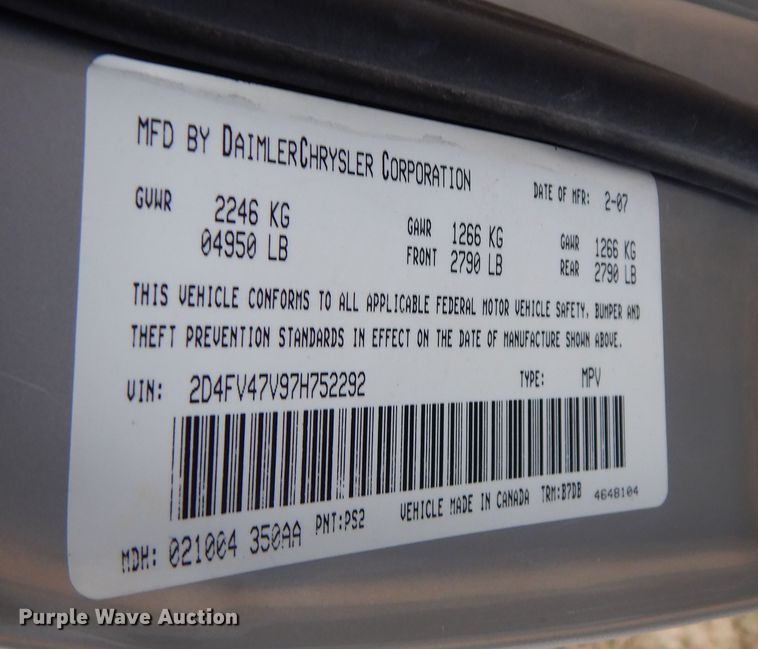 MFD BY DAIMLERCHRYSLER CORPORATION
DATE OF MFR: 2-07
GVWR 2246 KG
04950 LB
GAWR FRONT 1266 KG
2790 LB
GAWR REAR 1266 KG
2790 LB
THIS VEHICLE CONFORMS TO ALL APPLICABLE FEDERAL MOTOR VEHICLE SAFETY, BUMPER AND
THEFT PREVENTION STANDARDS IN EFFECT ON THE DATE OF MANUFACTURE SHOWN ABOVE.
VIN: 2D4FV47V97H752292 TYPE: MPV
MDH: 021004 350AA PNT:PS2 VEHICLE MADE IN CANADA TRM:B7DB 4648104
Purple Wave Auction